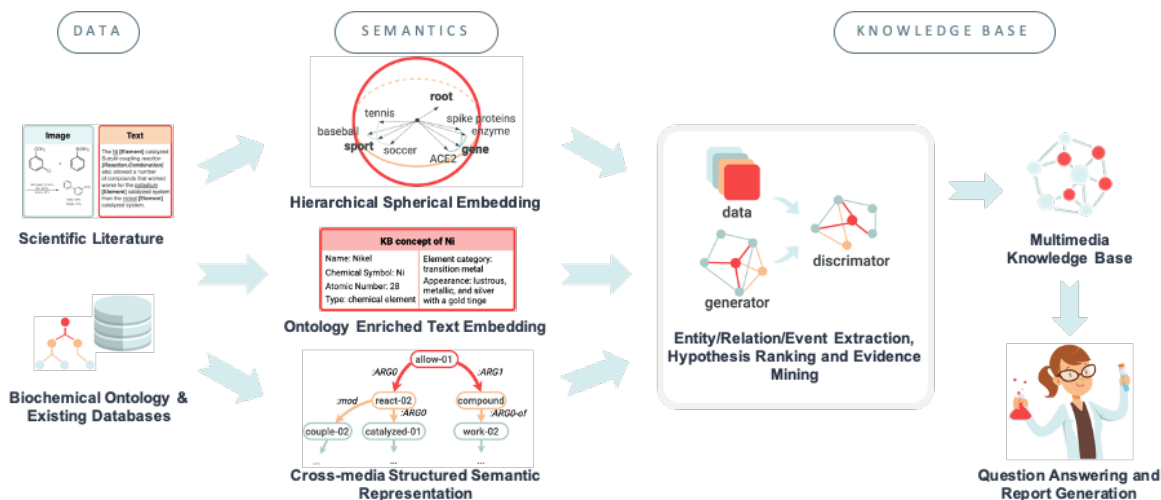 DATA
SEMANTICS
KNOWLEDGE BASE
Image
Text
The Ni [Element] catalyzed
Suzuki coupling reaction
[Reaction.Combination]
also allowed a number
of compounds that worked
worse for the palladium
[Element] catalyzed system
than the nickel [Element]
catalyzed system.
Scientific Literature
Biochemical Ontology &
Existing Databases
root
tennis
spike proteins
baseball
enzyme
sport
gene
soccer
ACE2
Hierarchical Spherical Embedding
KB concept of Ni
Name: Nikel
Chemical Symbol: Ni
Atomic Number: 28
Type: chemical element
Element category:
transition metal
Appearance: lustrous,
metallic, and silver
with a gold tinge
Ontology Enriched Text Embedding
allow-01
:ARG0
:ARG1
:mod
react-02
compound
:ARG0
:ARG0-of
couple-02
catalyzed-01
work-02
...
...
...
Cross-media Structured Semantic
Representation
data
generator
discrimator
Entity/Relation/Event Extraction,
Hypothesis Ranking and Evidence
Mining
Multimedia
Knowledge Base
Question Answering and
Report Generation